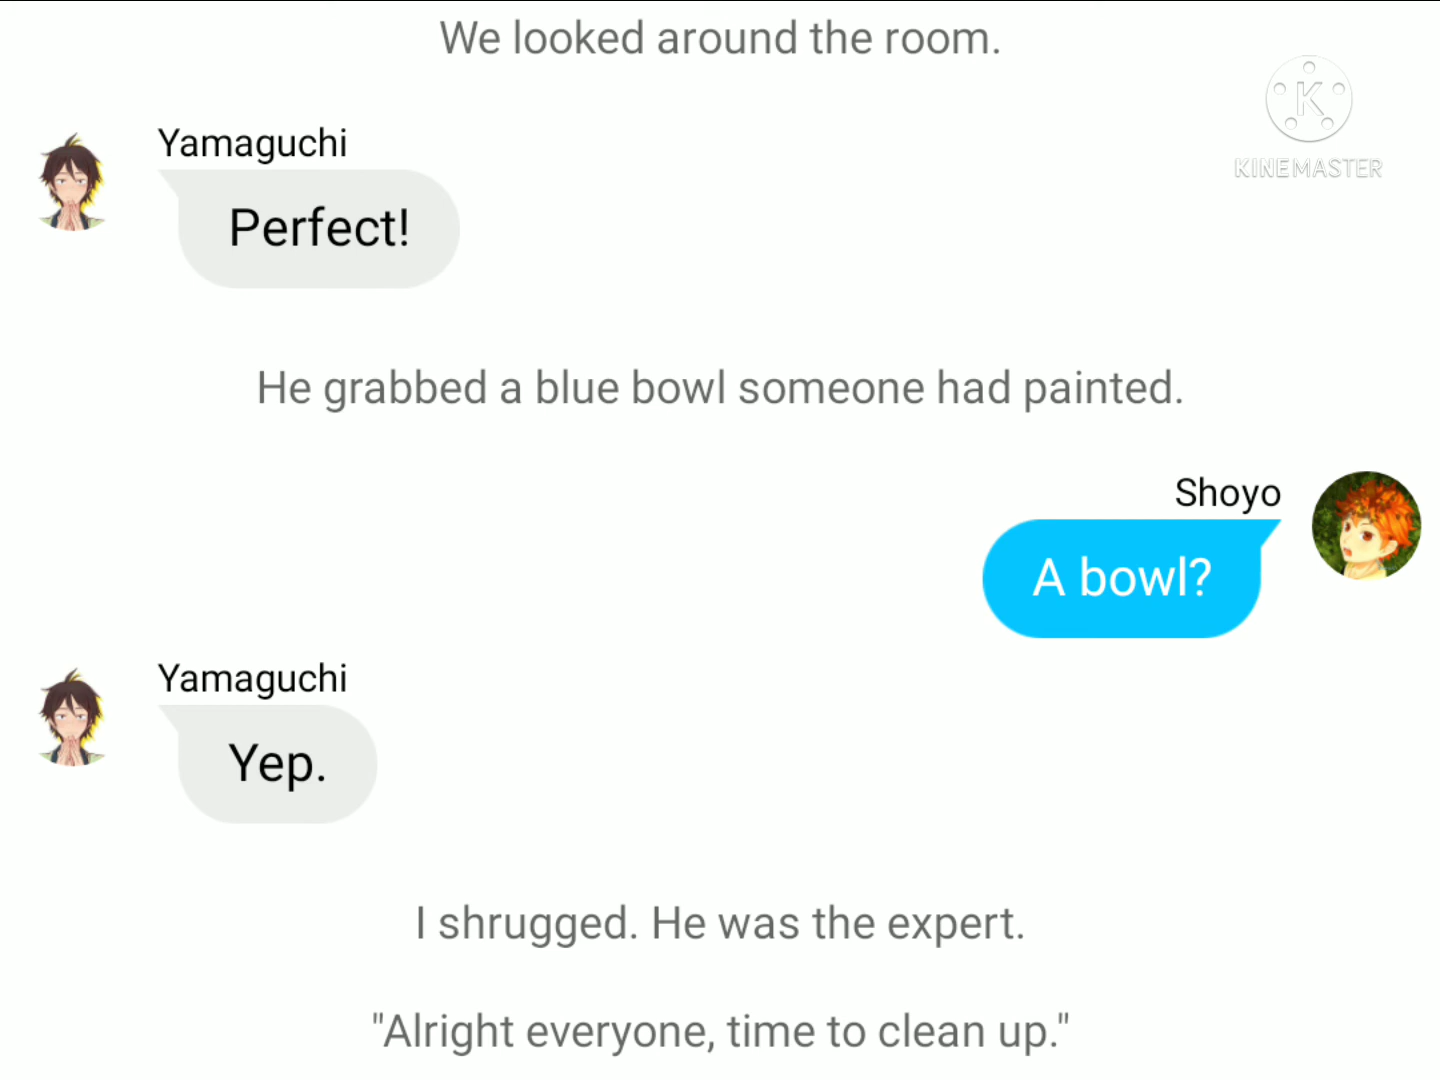 We looked around the room.
K
KINEMASTER
Yamaguchi
Perfect!
He grabbed a blue bowl someone had painted.
Shoyo
A bowl?
Yamaguchi
Yep.
I shrugged. He was the expert.
"Alright everyone, time to clean up."